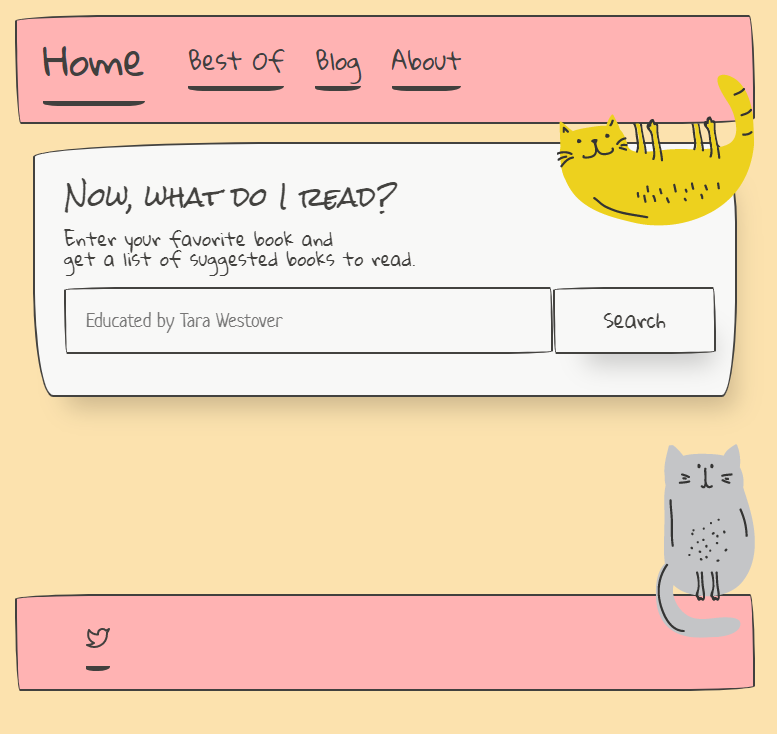 Home Best Of Blog About
Now, what do I read?
Enter your favorite book and
get a list of suggested books to read.
Educated by Tara Westover Search